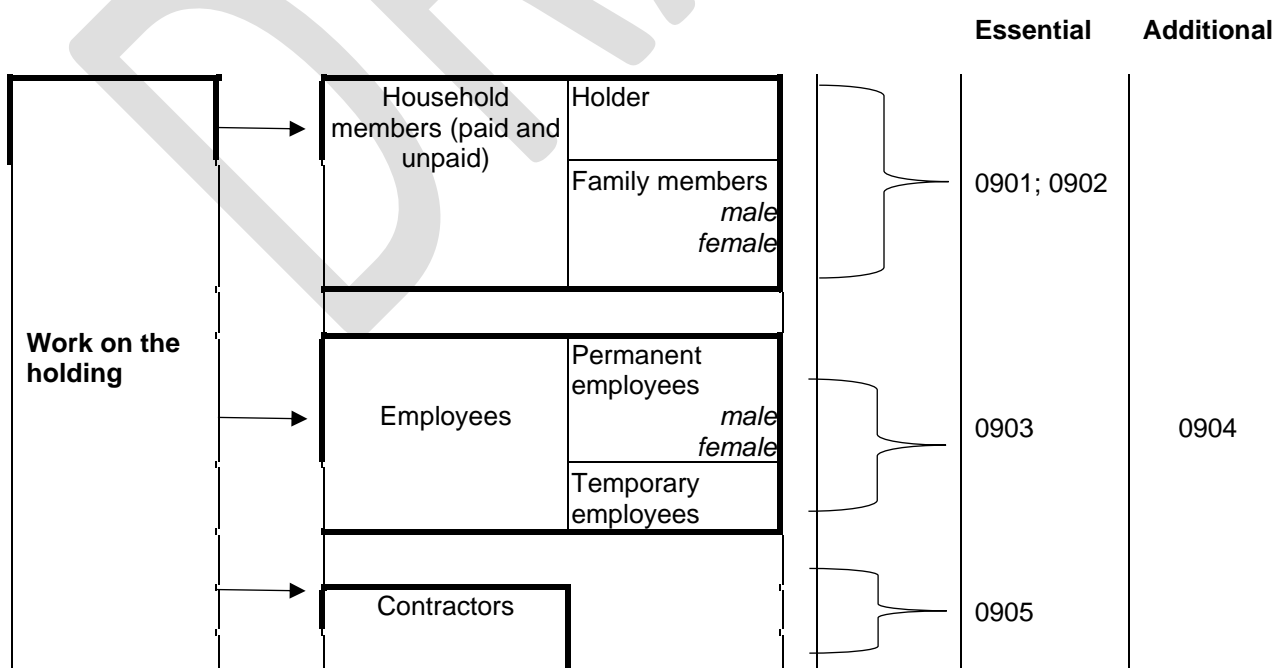 Essential Additional
Household
members (paid and
unpaid)
Holder
Family members
male
female
0901; 0902
Work on the
holding
Employees
Permanent
employees
male
female
Temporary
employees
0903 0904
Contractors
0905